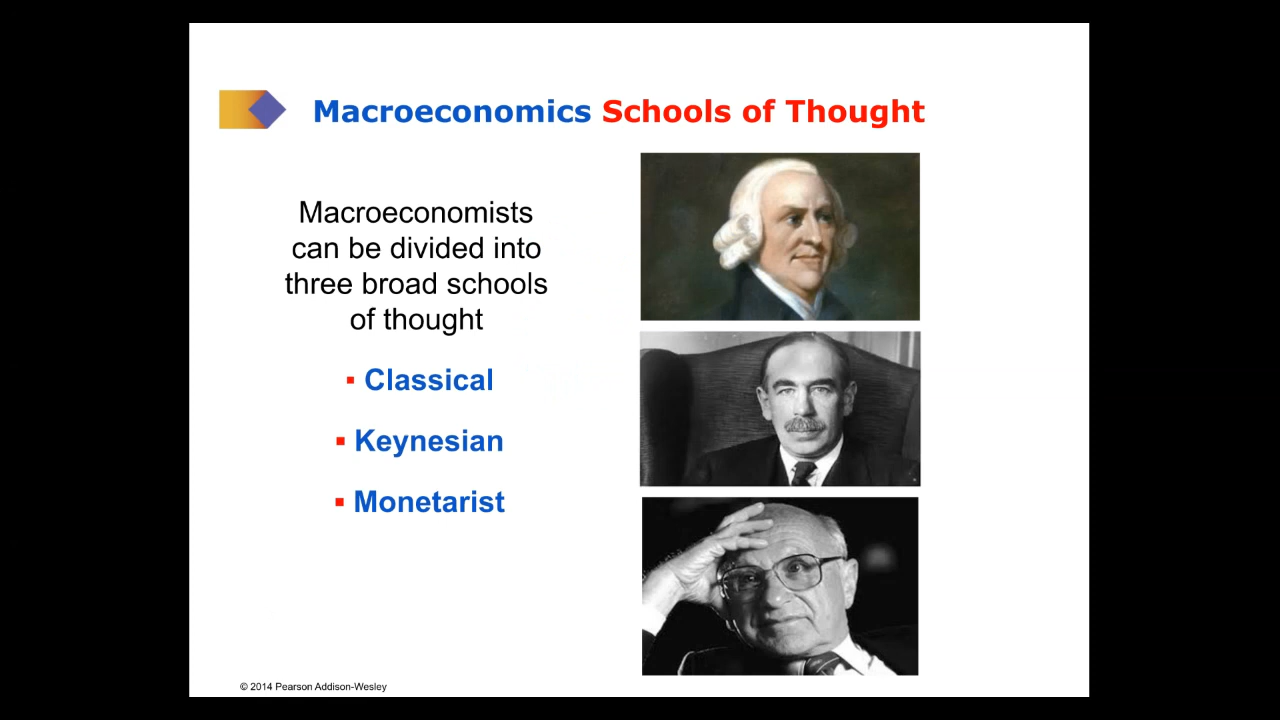 Macroeconomics Schools of Thought
Macroeconomists
can be divided into
three broad schools
of thought
▪ Classical
▪ Keynesian
▪ Monetarist
© 2014 Pearson Addison-Wesley